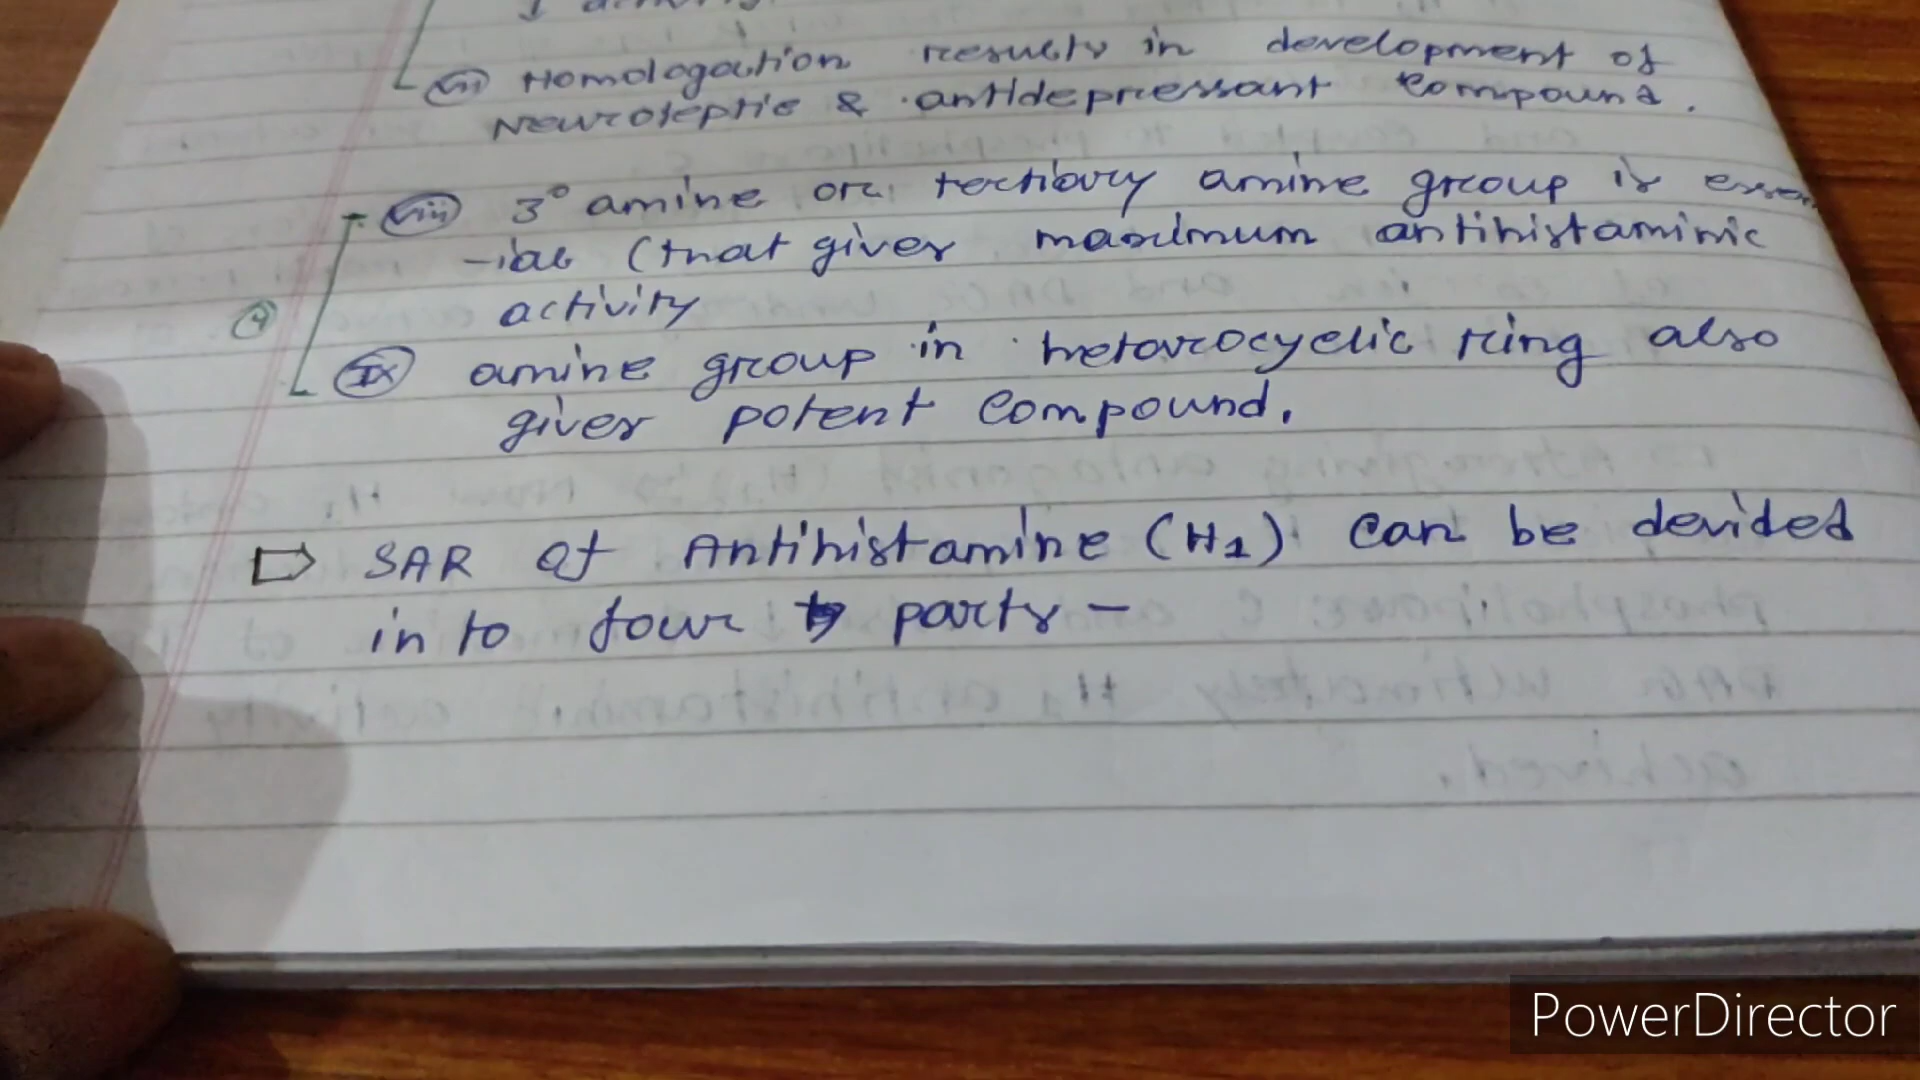 (vii) Homologation results in development of
Neuroleptic & antidepressant compound.
(viii) 3° amine or tertiary amine group is essen
-ial (that gives maximum antihistaminic
activity
(ix) amine group in heterocyclic ring also
gives potent compound.
SAR of Antihistamine (H1) can be devided
in to four parts -
PowerDirector